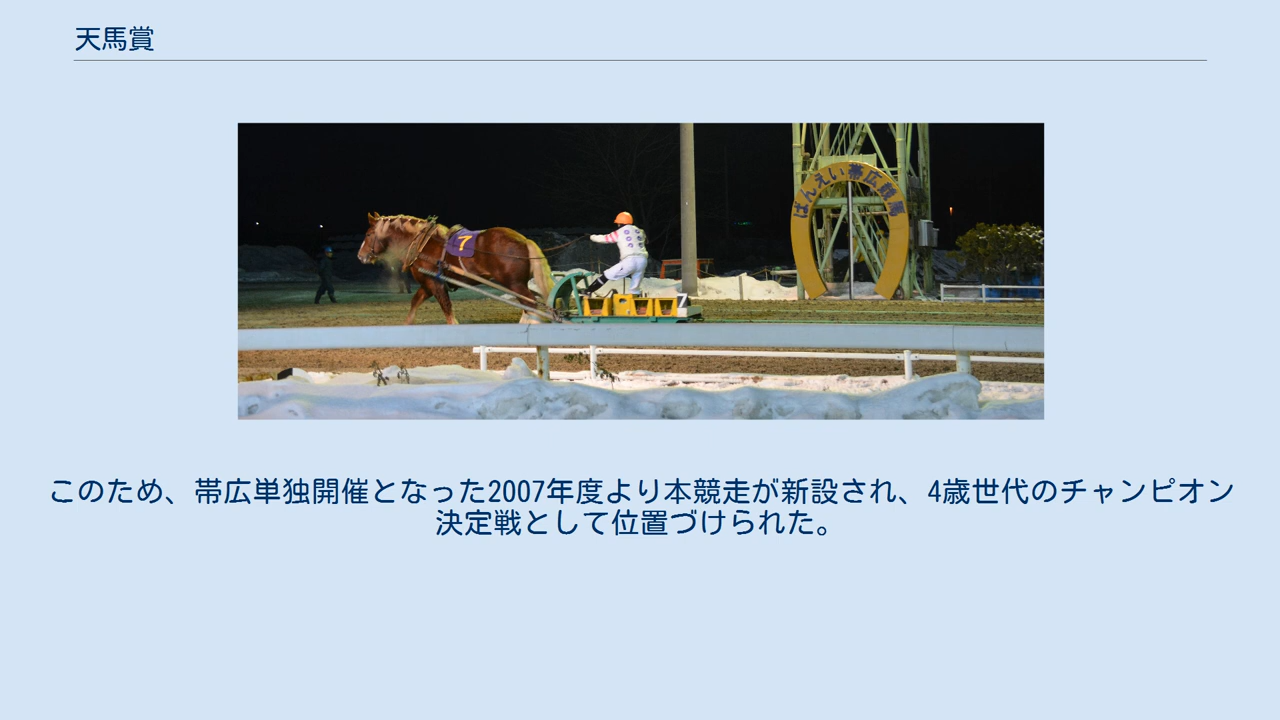 天馬賞
ばんえい帯広競馬
7
7
このため、帯広単独開催となった2007年度より本競走が新設され、4歳世代のチャンピオン
決定戦として位置づけられた。